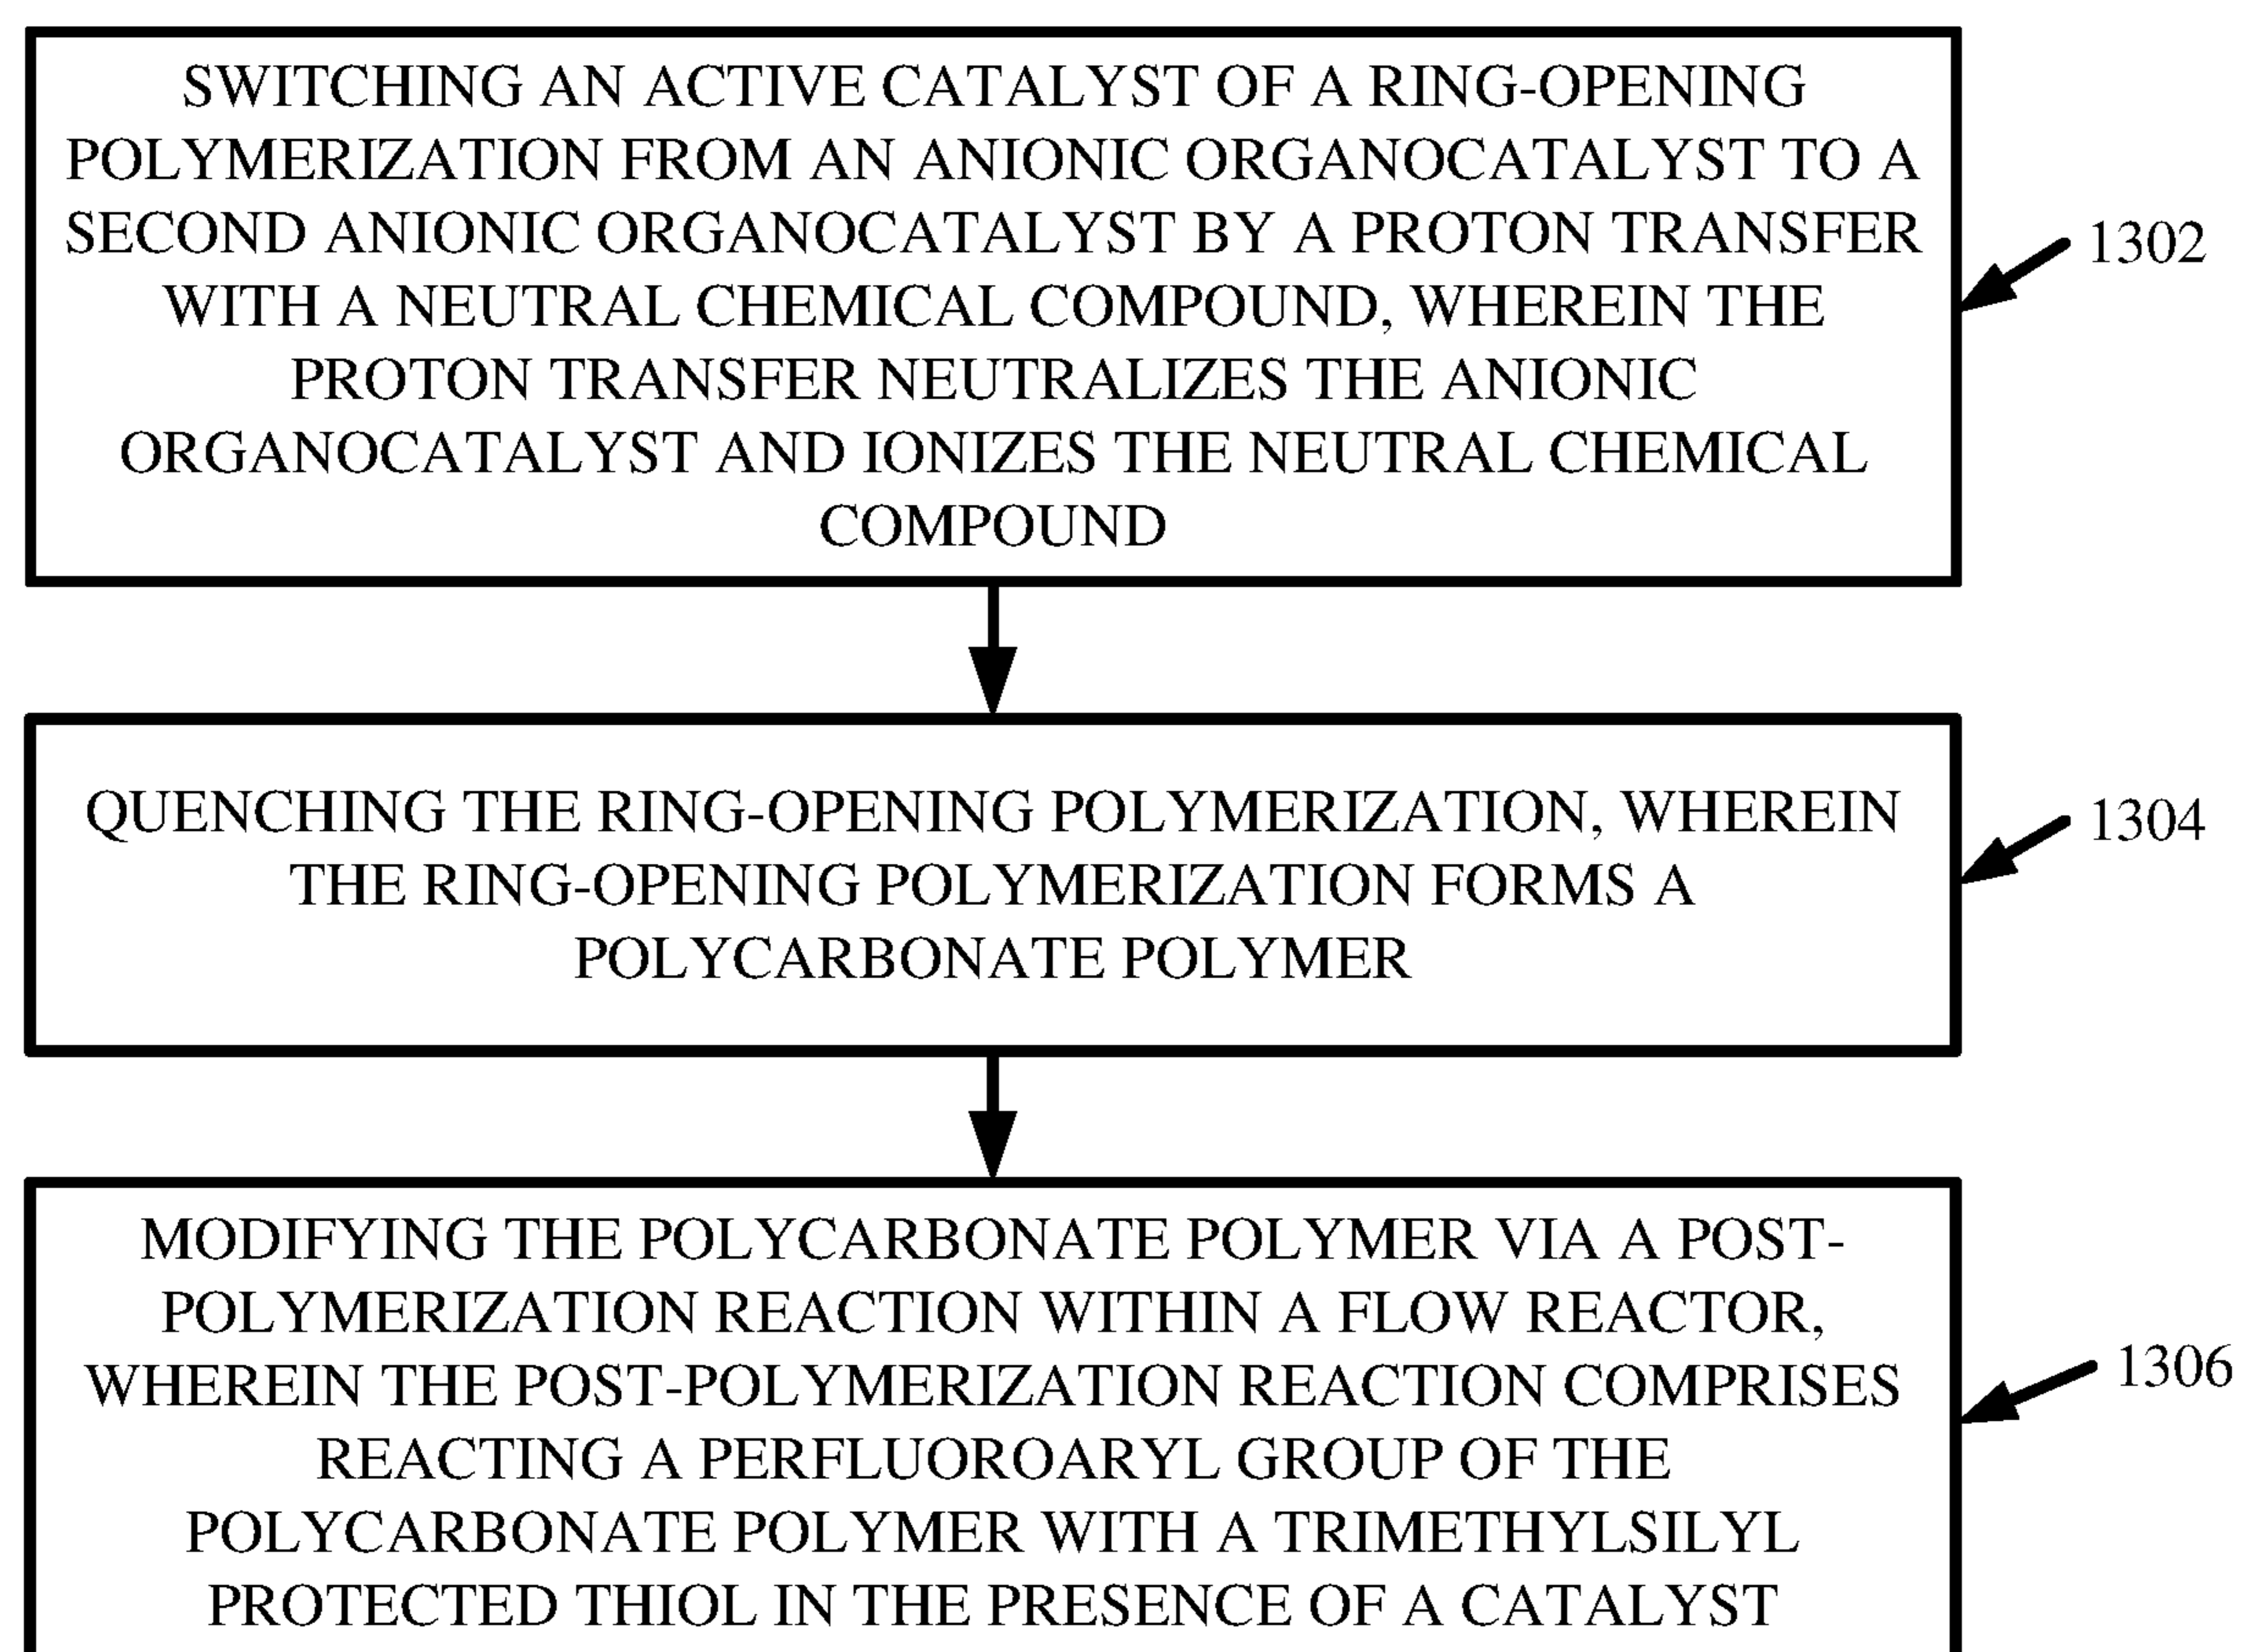 SWITCHING AN ACTIVE CATALYST OF A RING-OPENING
POLYMERIZATION FROM AN ANIONIC ORGANOCATALYST TO A
SECOND ANIONIC ORGANOCATALYST BY A PROTON TRANSFER
WITH A NEUTRAL CHEMICAL COMPOUND, WHEREIN THE
PROTON TRANSFER NEUTRALIZES THE ANIONIC
ORGANOCATALYST AND IONIZES THE NEUTRAL CHEMICAL
COMPOUND
1302
QUENCHING THE RING-OPENING POLYMERIZATION, WHEREIN
THE RING-OPENING POLYMERIZATION FORMS A
POLYCARBONATE POLYMER
1304
MODIFYING THE POLYCARBONATE POLYMER VIA A POST-
POLYMERIZATION REACTION WITHIN A FLOW REACTOR,
WHEREIN THE POST-POLYMERIZATION REACTION COMPRISES
REACTING A PERFLUOROARYL GROUP OF THE
POLYCARBONATE POLYMER WITH A TRIMETHYLSILYL
PROTECTED THIOL IN THE PRESENCE OF A CATALYST
1306